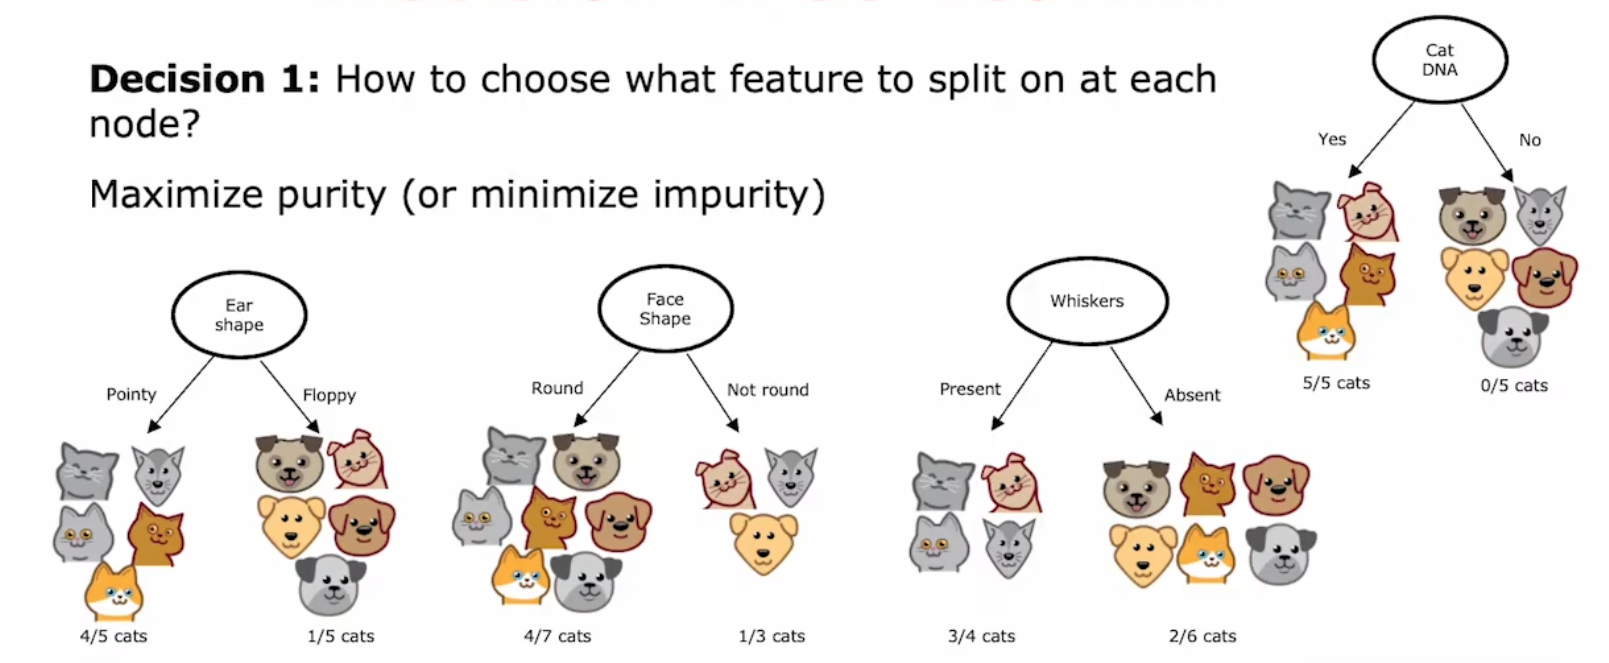 Decision 1: How to choose what feature to split on at each
node?
Maximize purity (or minimize impurity)
Cat
DNA
Yes
No
5/5 cats
0/5 cats
Ear
shape
Pointy
Floppy
4/5 cats
1/5 cats
Face
Shape
Round
Not round
4/7 cats
1/3 cats
Whiskers
Present
Absent
3/4 cats
2/6 cats